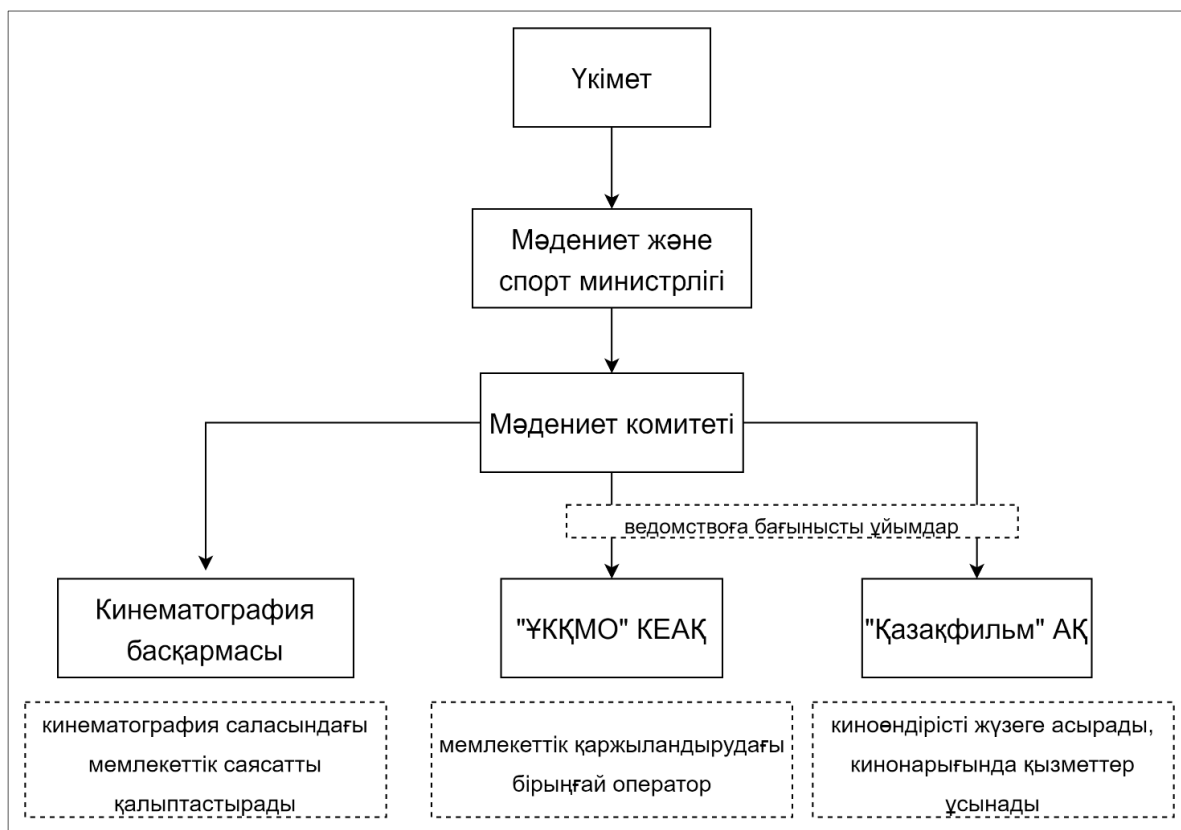 Үкімет
Мәдениет және
спорт министрлігі
Мәдениет комитеті
ведомствоға бағынысты ұйымдар
Кинематография
басқармасы
"ҰКҚМО" КЕАҚ
"Қазақфильм" АҚ
кинематография саласындағы
мемлекеттік саясатты
қалыптастырады
мемлекеттік қаржыландырудағы
бірыңғай оператор
киноөндірісті жүзеге асырады,
кинонарығында қызметтер
ұсынады